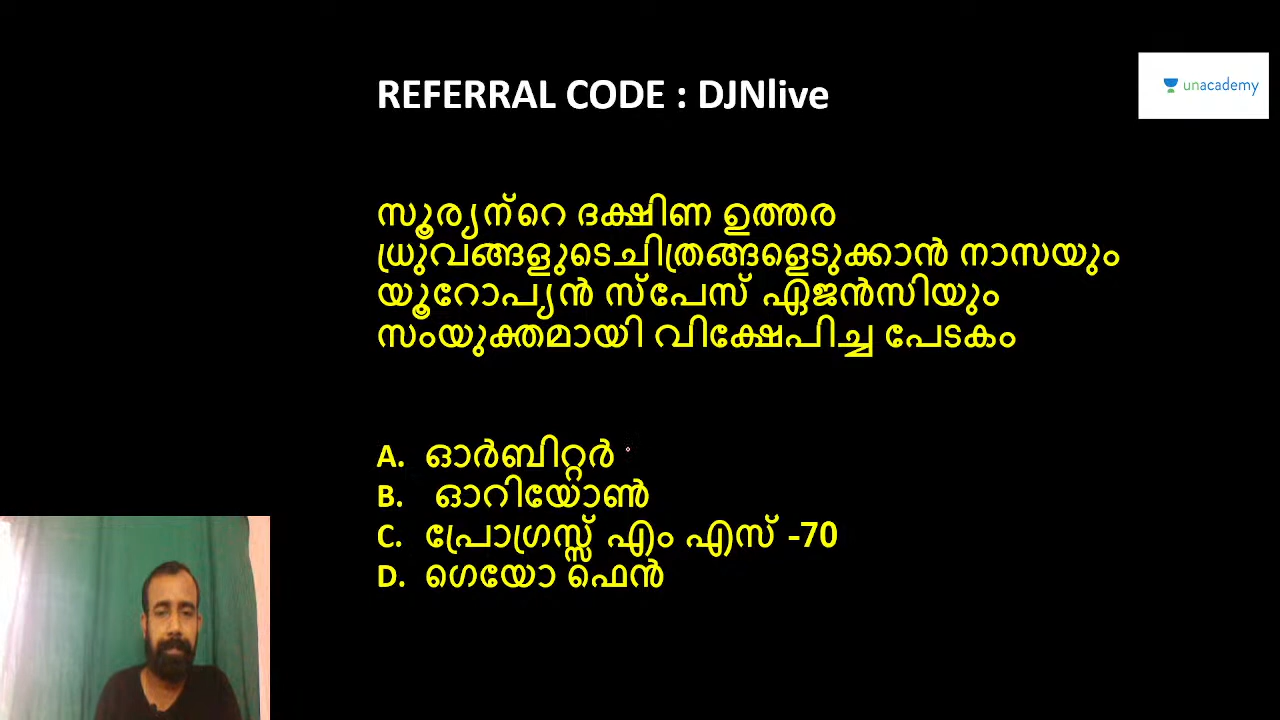 REFERRAL CODE : DJNlive
unacademy
സൂര്യന്റെ ദക്ഷിണ ഉത്തര
ധ്രുവങ്ങളുടെചിത്രങ്ങളെടുക്കാൻ നാസയും
യൂറോപ്യൻ സ്പേസ് ഏജൻസിയും
സംയുക്തമായി വിക്ഷേപിച്ച പേടകം
A. ഓർബിറ്റർ
B. ഓറിയോൺ
C. പ്രോഗ്രസ്സ് എം എസ് -70
D. ഗെയോ ഫെൻ